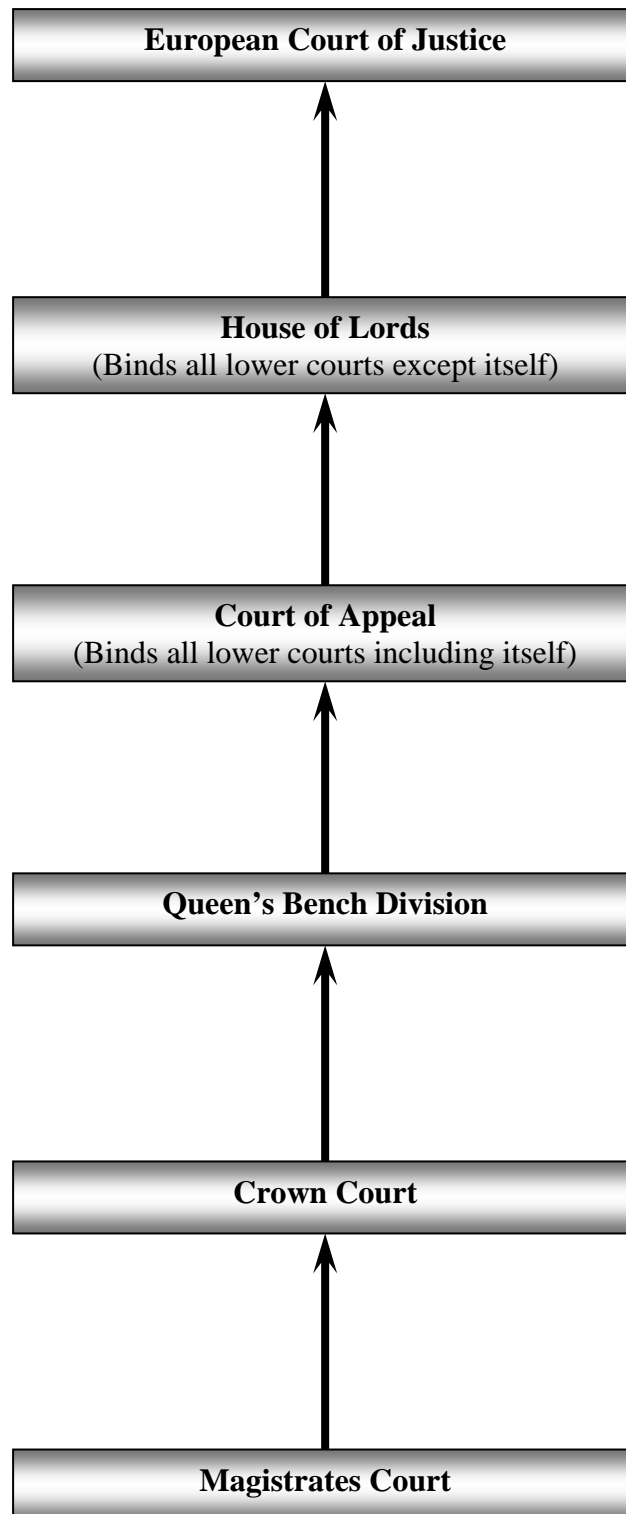 European Court of Justice
House of Lords
(Binds all lower courts except itself)
Court of Appeal
(Binds all lower courts including itself)
Queen’s Bench Division
Crown Court
Magistrates Court